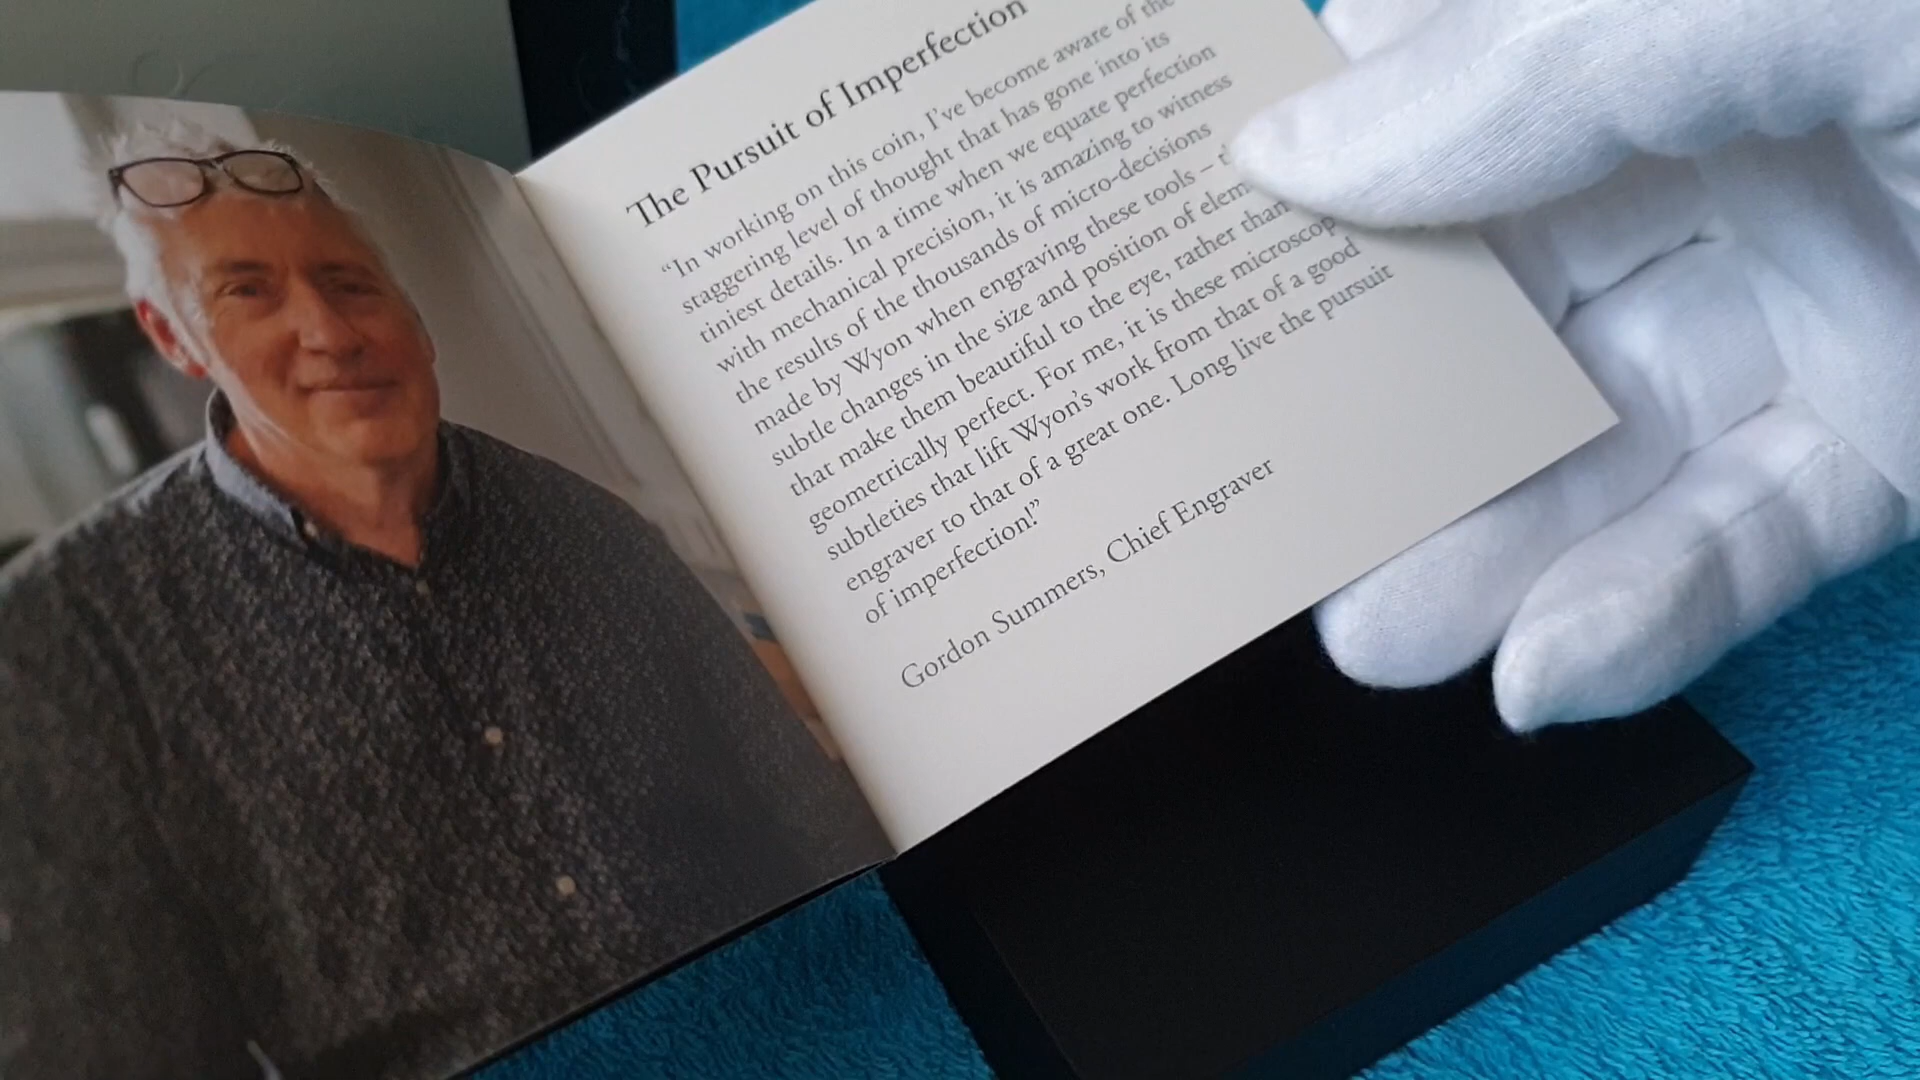 The Pursuit of Imperfection
“In working on this coin, I’ve become aware of the
staggering level of thought that has gone into its
tiniest details. In a time when we equate perfection
with mechanical precision, it is amazing to witness
the results of the thousands of micro-decisions
made by Wyon when engraving these tools –
subtle changes in the size and position of
that make them beautiful to the eye, rather than
geometrically perfect. For me, it is these
subtleties that lift Wyon’s work from that of a good
engraver to that of a great one. Long live the pursuit
of imperfection!”
Gordon Summers, Chief Engraver